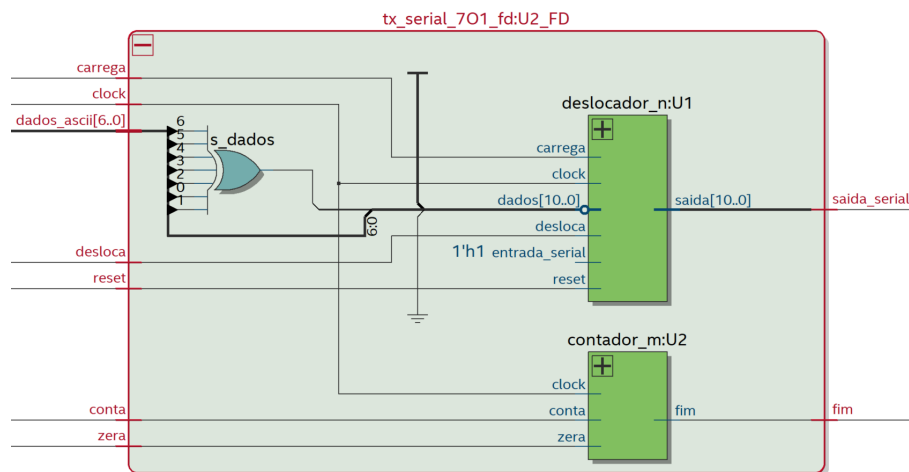 tx_serial_7O1_fd:U2_FD
carrega
clock
dados_ascii[6..0]
6
5
4
3
2
0
1
s_dados
6:0
desloca
reset
deslocador_n:U1
carrega
clock
dados[10..0]
saida[10..0]
saida_serial
desloca
1'h1 entrada_serial
reset
contador_m:U2
clock
conta
conta
fim
fim
zera
zera